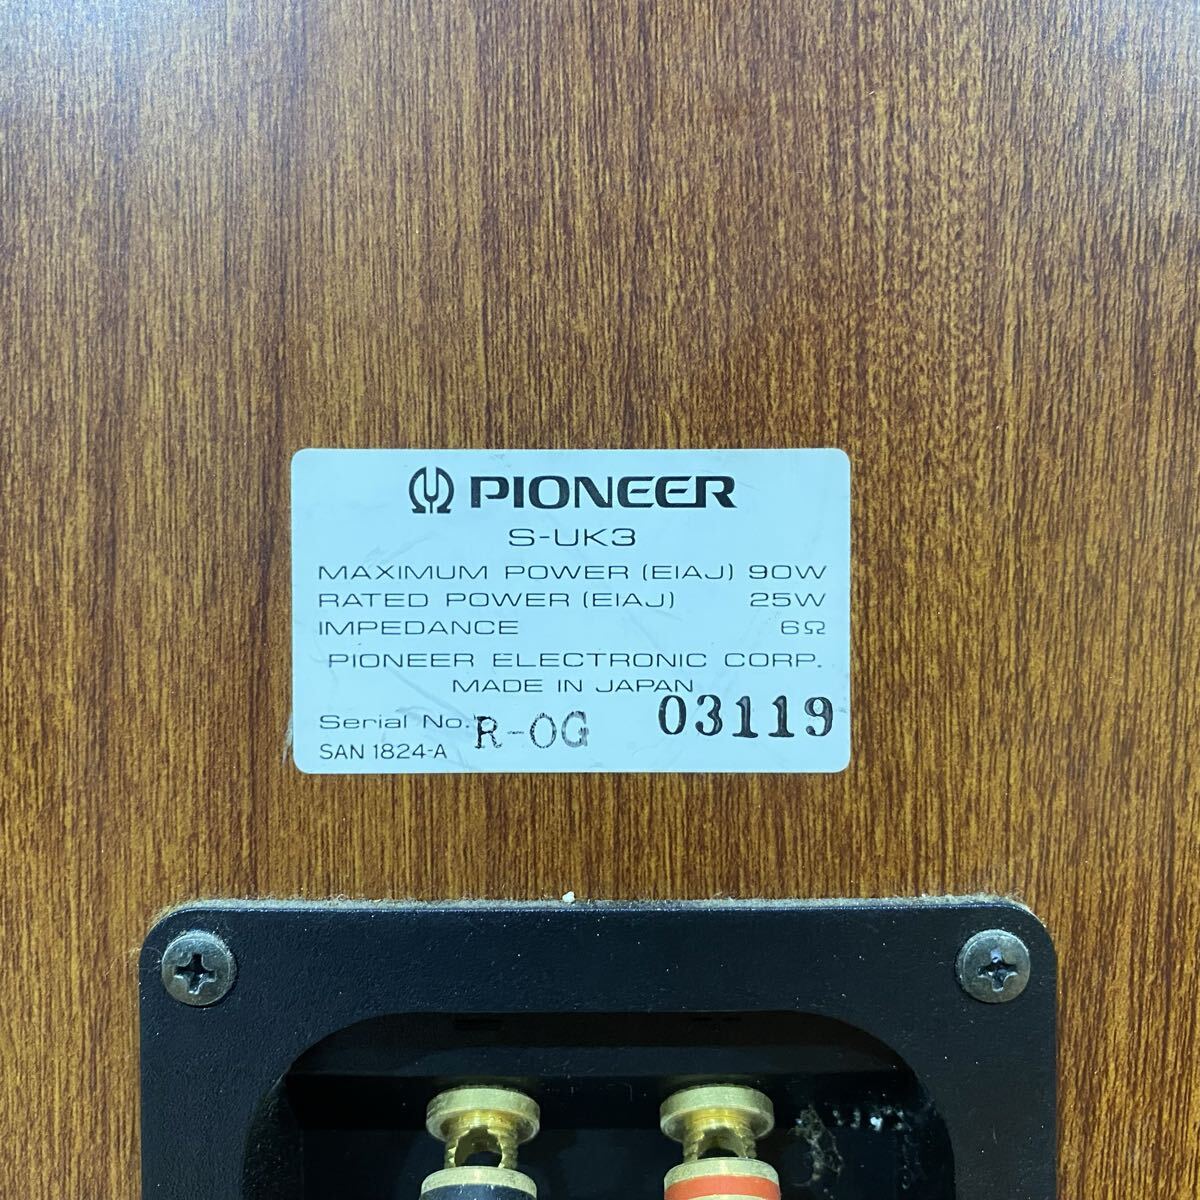 PIONEER
S-UK3
MAXIMUM POWER (EIAJ) 90W
RATED POWER (EIAJ) 25W
IMPEDANCE 6Ω
PIONEER ELECTRONIC CORP.
MADE IN JAPAN
Serial No. R-OG 03119
SAN 1824-A